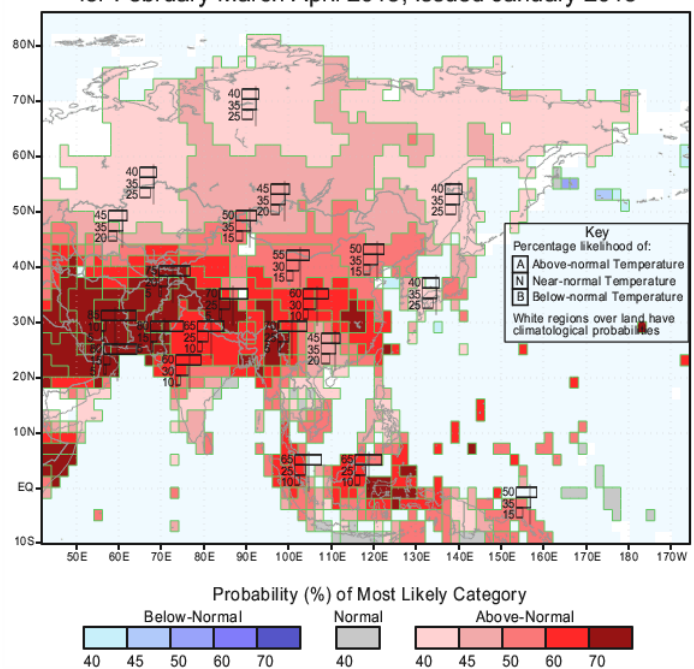 for February-March-April Issued January
80N
70N
60N
50N
40N
30N
20N
10N
EQ
10S
40
35
25
40
35
25
45
35
20
50
35
15
45
35
20
40
35
25
55
30
15
50
35
15
40
35
25
70
60
30
10
85
10
5
65
25
10
45
35
20
60
30
10
65
25
10
65
25
10
50
35
15
Key
Percentage likelihood of:
A Above-normal Temperature
N Near-normal Temperature
B Below-normal Temperature
White regions over land have
climatological probabilities
50E 60E 70E 80E 90E 100E 110E 120E 130E 140E 150E 160E 170E 180 170W
Probability (%) of Most Likely Category
Below-Normal Normal Above-Normal
40 45 50 60 70 40 40 45 50 60 70